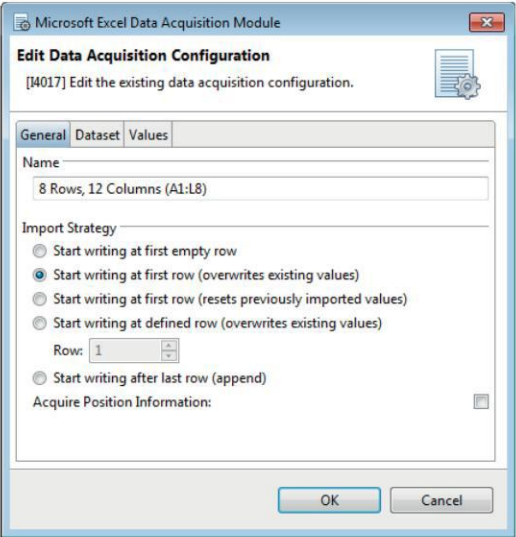 Microsoft Excel Data Acquisition Module
Edit Data Acquisition Configuration
[I4017] Edit the existing data acquisition configuration.
General Dataset Values
Name
8 Rows, 12 Columns (A1:L8)
Import Strategy
Start writing at first empty row
Start writing at first row (overwrites existing values)
Start writing at first row (resets previously imported values)
Start writing at defined row (overwrites existing values)
Row: 1
Start writing after last row (append)
Acquire Position Information:
OK Cancel